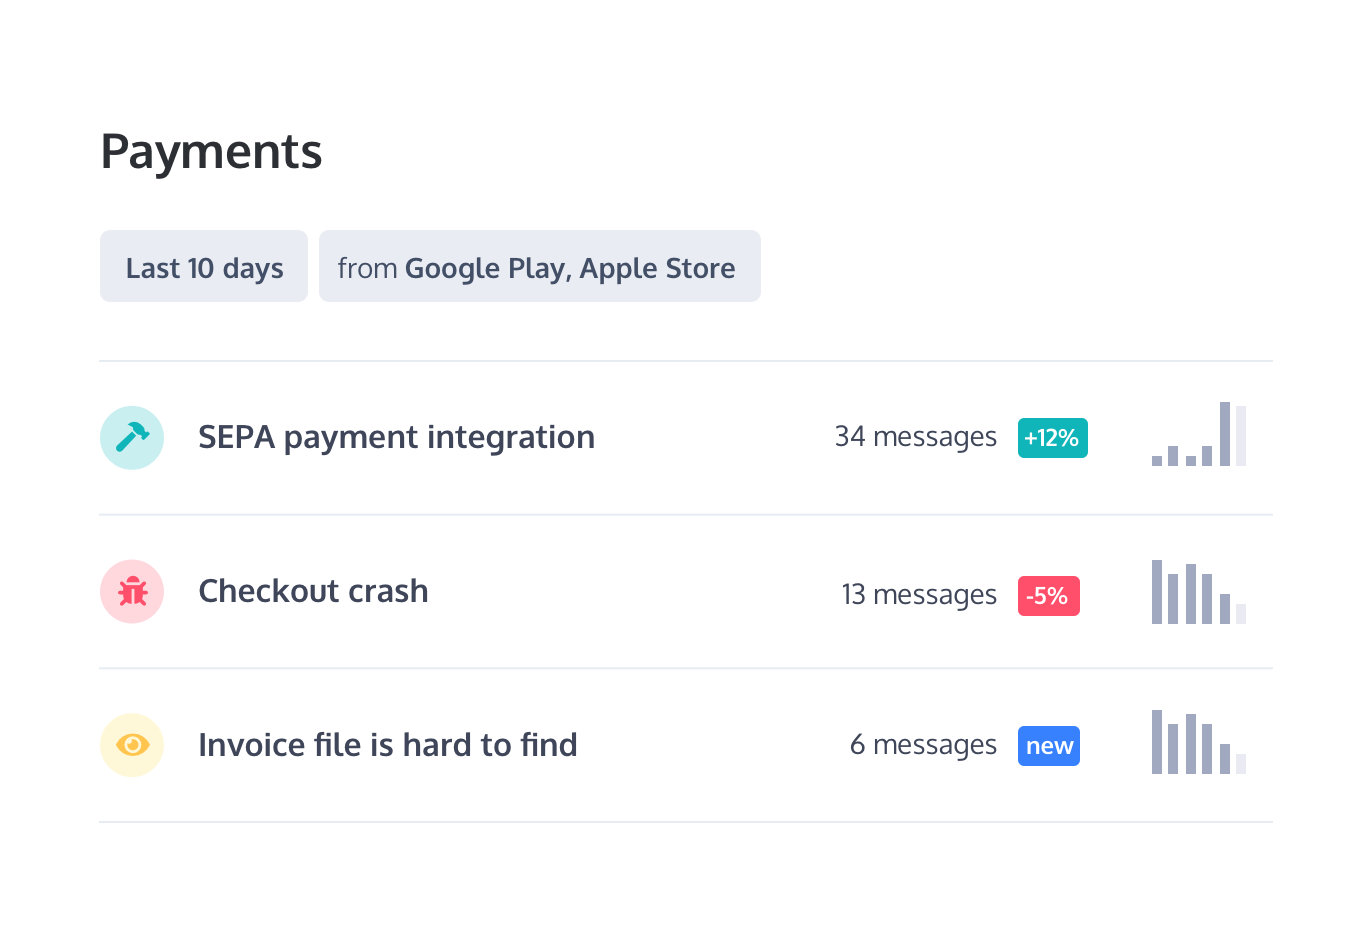 Payments
Last 10 days
from Google Play, Apple Store
SEPA payment integration
34 messages
+12%
Checkout crash
13 messages
-5%
Invoice file is hard to find
6 messages
new